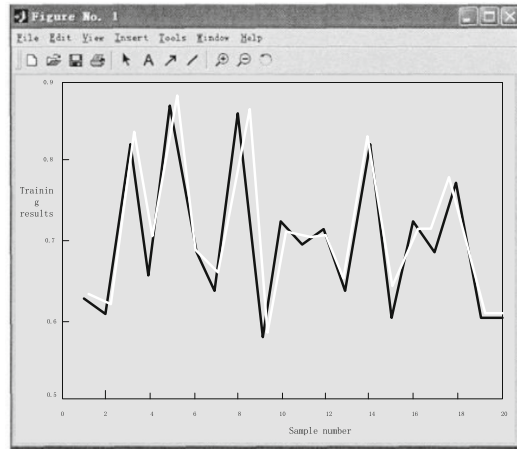 Figure No. 1
File Edit View Insert Tools Window Help
A
0.9
0.8
Trainin
g
results
0.7
0.6
0.5
0 2 4 6 8 10 12 14 16 18 20
Sample number